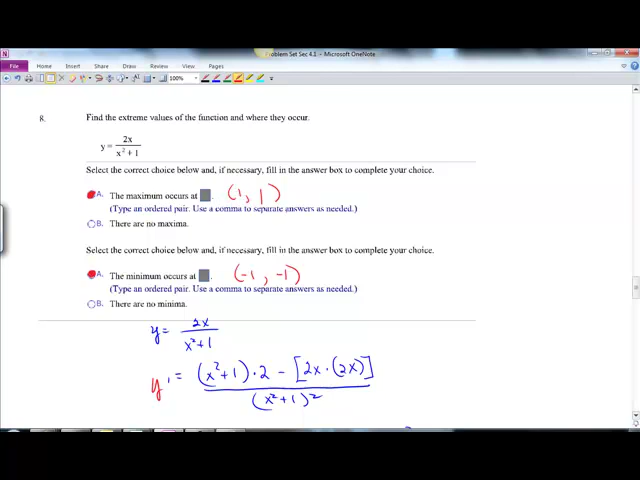 Problem Set Sec 4.1 - Microsoft OneNote
File Home Insert Share Draw Review View
100%
8. Find the extreme values of the function and where they occur.
y = 2x / x² + 1
Select the correct choice below and, if necessary, fill in the answer box to complete your choice.
A. The maximum occurs at . (1, 1)
(Type an ordered pair. Use a comma to separate answers as needed.)
B. There are no maxima.
Select the correct choice below and, if necessary, fill in the answer box to complete your choice.
A. The minimum occurs at . (-1, -1)
(Type an ordered pair. Use a comma to separate answers as needed.)
B. There are no minima.
y = 2x / x²+1
y' = (x²+1)·2 - [2x·(2x)] / (x²+1)²